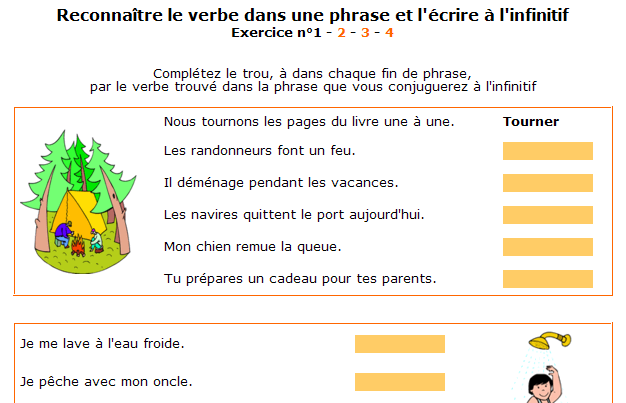 Reconnaître le verbe dans une phrase et l'écrire à l'infinitif
Exercice n°1 - 2 - 3 - 4
Complétez le trou, à dans chaque fin de phrase,
par le verbe trouvé dans la phrase que vous conjuguerez à l'infinitif
Nous tournons les pages du livre une à une. Tourner
Les randonneurs font un feu.
Il déménage pendant les vacances.
Les navires quittent le port aujourd'hui.
Mon chien remue la queue.
Tu prépares un cadeau pour tes parents.
Je me lave à l'eau froide.
Je pêche avec mon oncle.